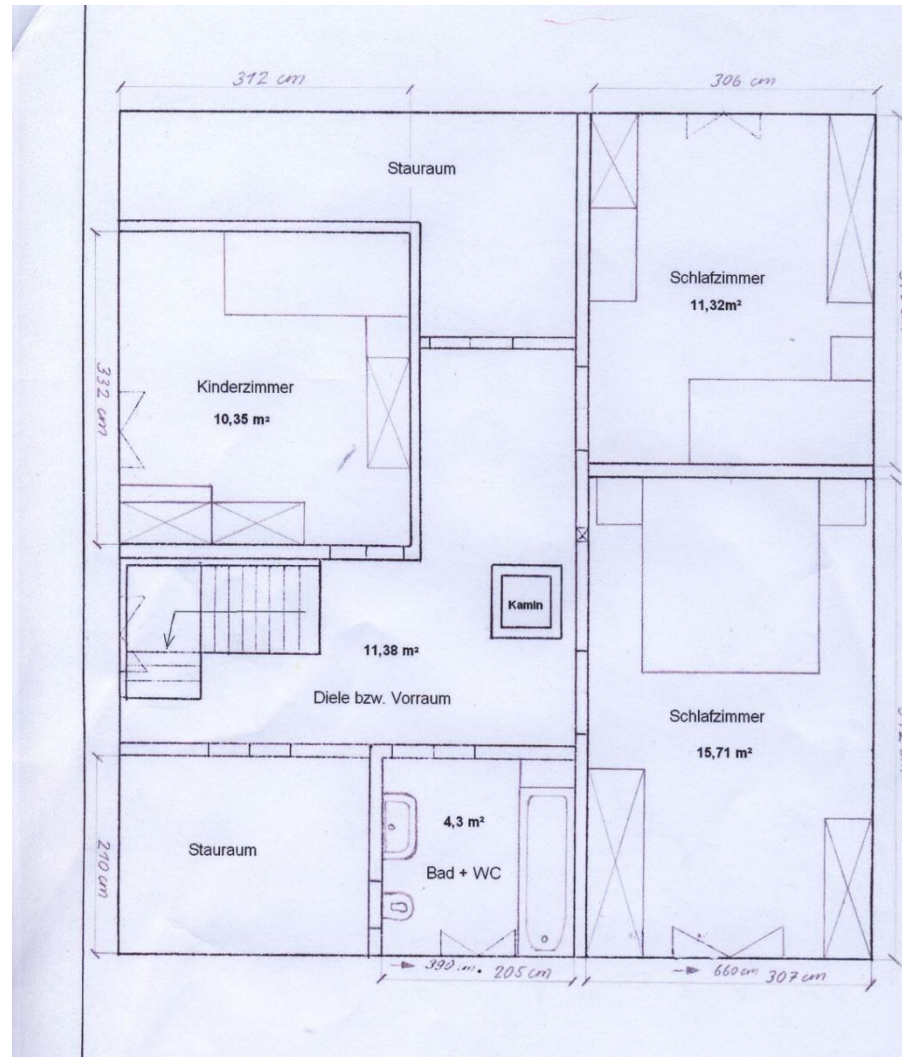 312 cm
306 cm
Stauraum
Schlafzimmer
11,32m²
332 cm
Kinderzimmer
10,35 m²
Kamin
11,38 m²
Diele bzw. Vorraum
Schlafzimmer
15,71 m²
210 cm
Stauraum
4,3 m²
Bad + WC
390 cm.
205 cm
660 cm
307 cm